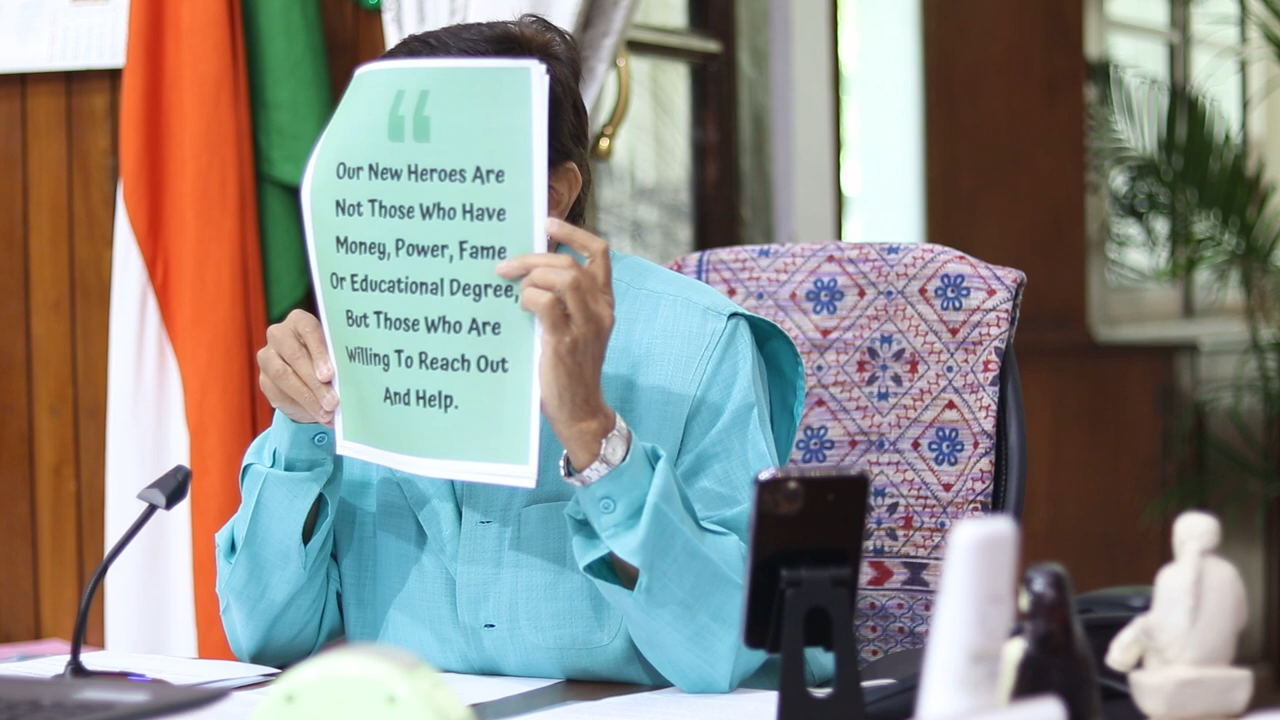 “
Our New Heroes Are
Not Those Who Have
Money, Power, Fame
Or Educational Degree,
But Those Who Are
Willing To Reach Out
And Help.